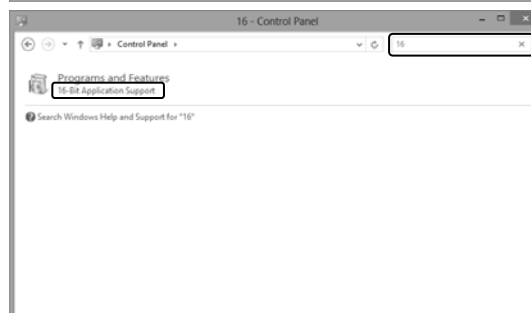 16 - Control Panel
Control Panel
16
Programs and Features
16-Bit Application Support
Search Windows Help and Support for "16"